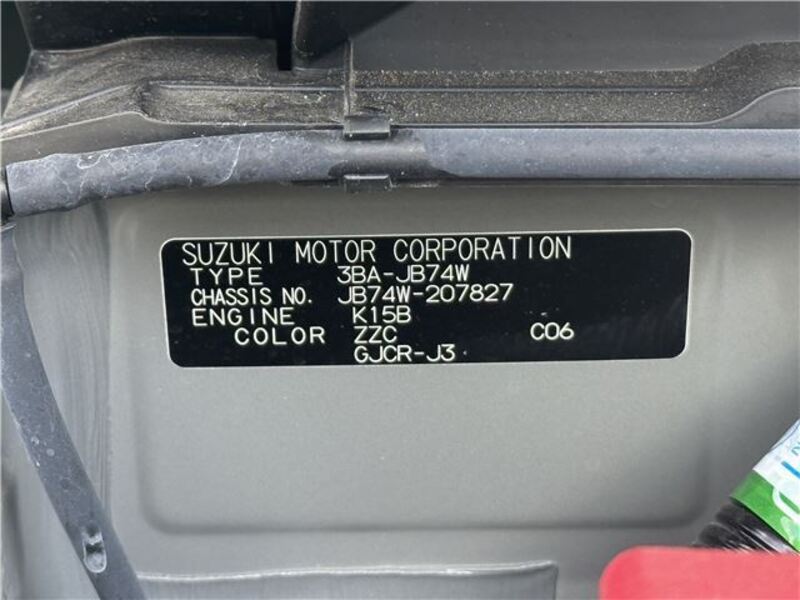 SUZUKI MOTOR CORPORATION
TYPE 3BA-JB74W
CHASSIS NO. JB74W-207827
ENGINE K15B
COLOR ZZC C06
GJCR-J3